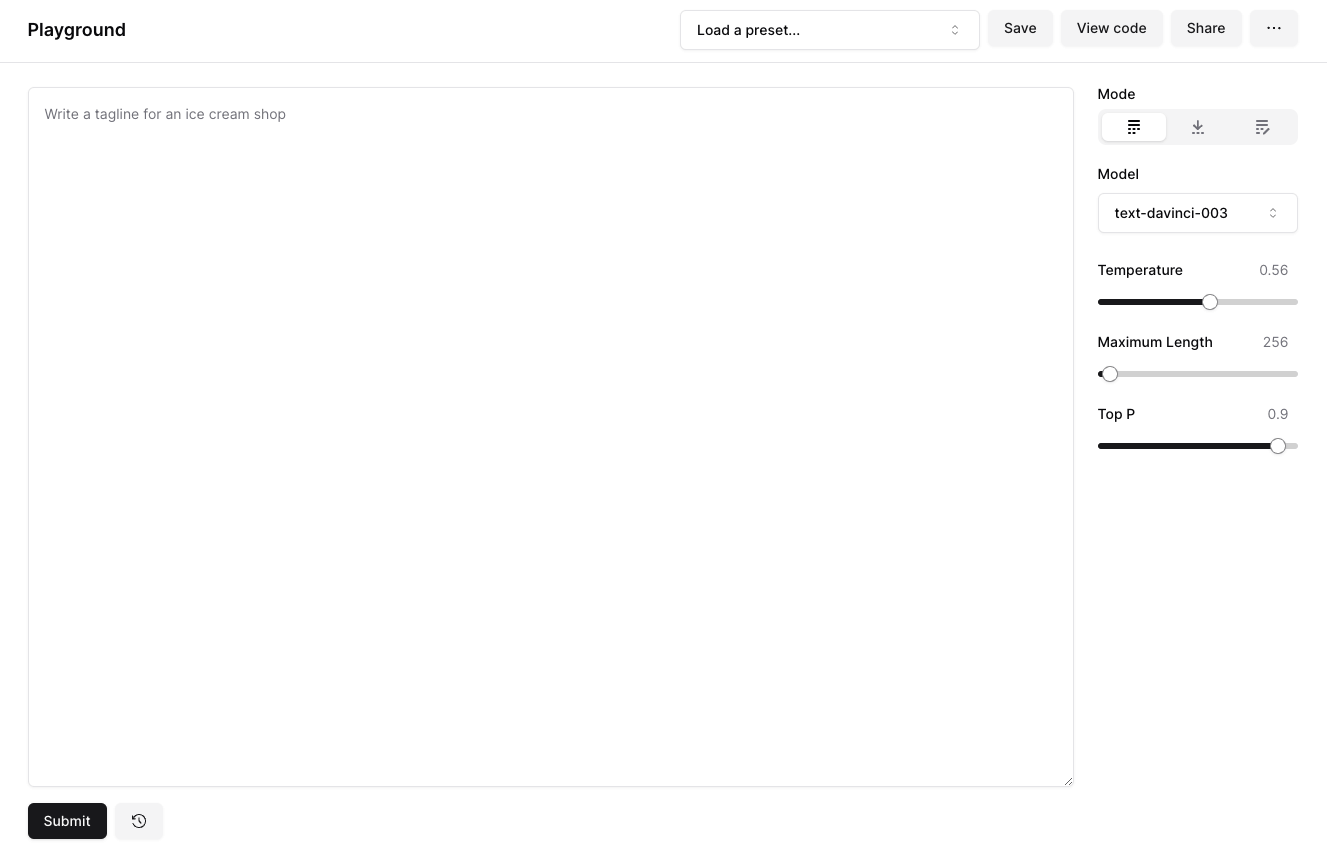 Playground
Load a preset...
Save
View code
Share
Write a tagline for an ice cream shop
Mode
Model
text-davinci-003
Temperature 0.56
Maximum Length 256
Top P 0.9
Submit